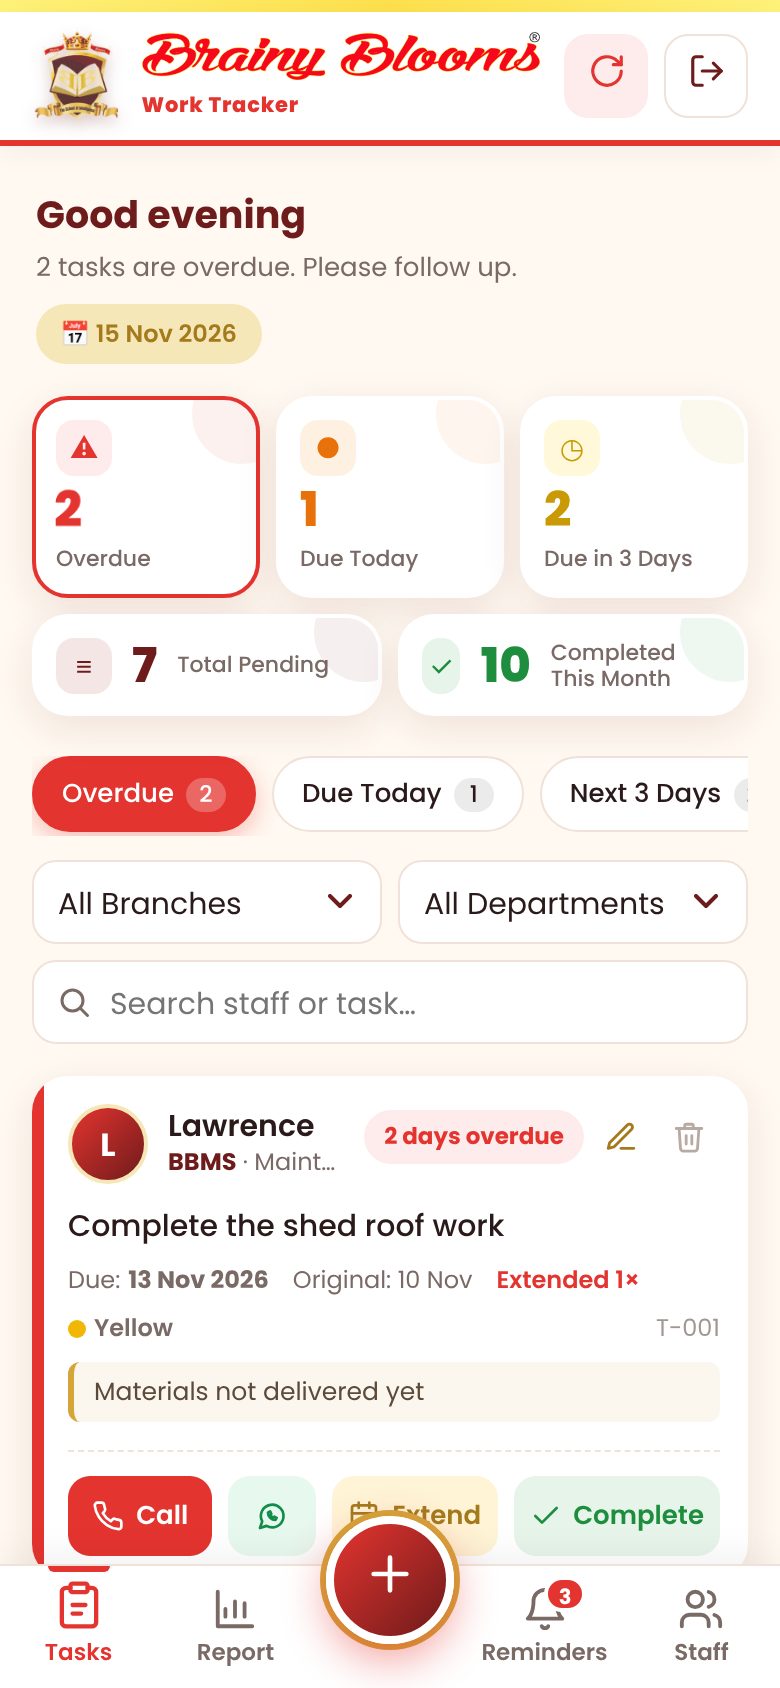 Brainy Blooms®
Work Tracker
Good evening
2 tasks are overdue. Please follow up.
July 17 15 Nov 2026
2
Overdue
1
Due Today
2
Due in 3 Days
7 Total Pending
10 Completed
This Month
Overdue 2
Due Today 1
Next 3 Days
All Branches
All Departments
Search staff or task...
L
Lawrence
BBMS · Maint...
2 days overdue
Complete the shed roof work
Due: 13 Nov 2026 Original: 10 Nov Extended 1×
Yellow
T-001
Materials not delivered yet
Call
Extend
Complete
Tasks
Report
3
Reminders
Staff